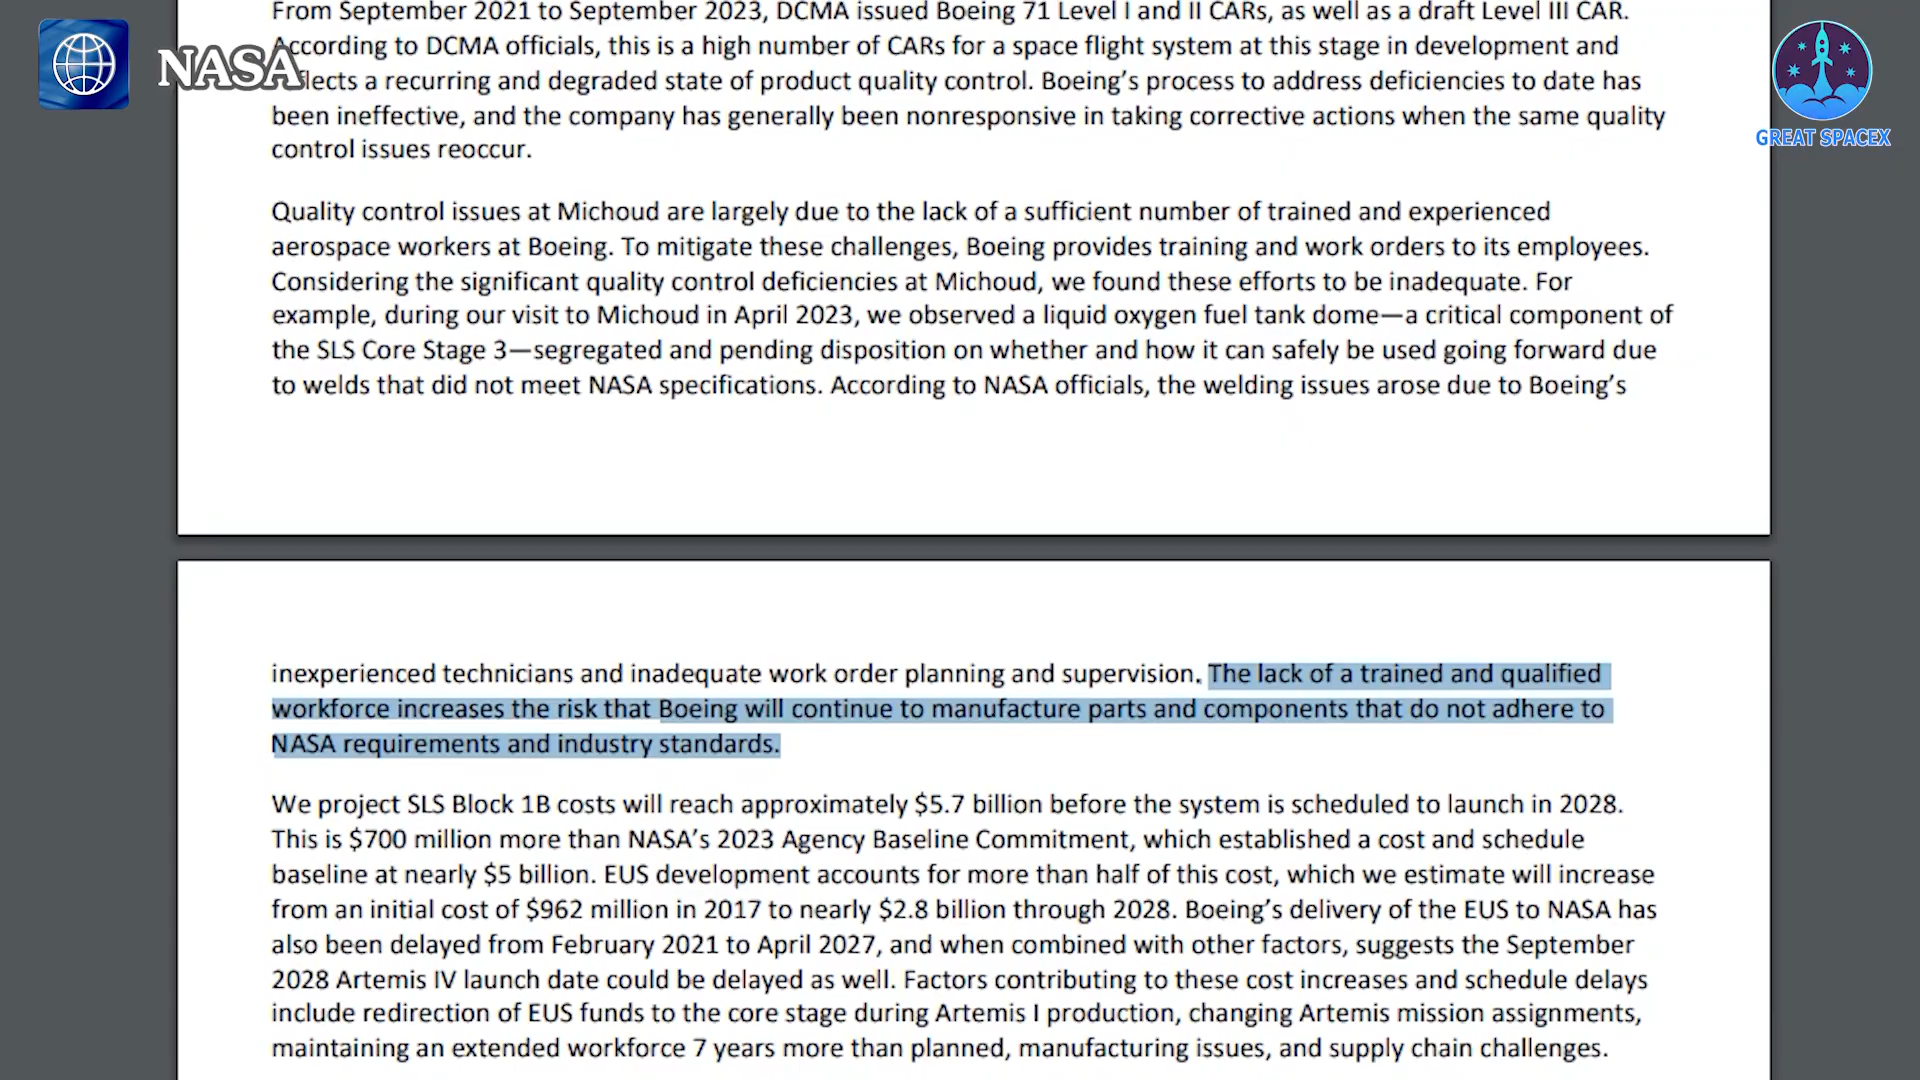 From September 2021 to September 2023, DCMA issued Boeing 71 Level I and II CARs, as well as a draft Level III CAR.
According to DCMA officials, this is a high number of CARs for a space flight system at this stage in development and
NASA
reflects a recurring and degraded state of product quality control. Boeing’s process to address deficiencies to date has
been ineffective, and the company has generally been nonresponsive in taking corrective actions when the same quality
GREAT SPACEX
control issues reoccur.
Quality control issues at Michoud are largely due to the lack of a sufficient number of trained and experienced
aerospace workers at Boeing. To mitigate these challenges, Boeing provides training and work orders to its employees.
Considering the significant quality control deficiencies at Michoud, we found these efforts to be inadequate. For
example, during our visit to Michoud in April 2023, we observed a liquid oxygen fuel tank dome—a critical component of
the SLS Core Stage 3—segregated and pending disposition on whether and how it can safely be used going forward due
to welds that did not meet NASA specifications. According to NASA officials, the welding issues arose due to Boeing’s
inexperienced technicians and inadequate work order planning and supervision. The lack of a trained and qualified
workforce increases the risk that Boeing will continue to manufacture parts and components that do not adhere to
NASA requirements and industry standards.
We project SLS Block 1B costs will reach approximately $5.7 billion before the system is scheduled to launch in 2028.
This is $700 million more than NASA’s 2023 Agency Baseline Commitment, which established a cost and schedule
baseline at nearly $5 billion. EUS development accounts for more than half of this cost, which we estimate will increase
from an initial cost of $962 million in 2017 to nearly $2.8 billion through 2028. Boeing’s delivery of the EUS to NASA has
also been delayed from February 2021 to April 2027, and when combined with other factors, suggests the September
2028 Artemis IV launch date could be delayed as well. Factors contributing to these cost increases and schedule delays
include redirection of EUS funds to the core stage during Artemis I production, changing Artemis mission assignments,
maintaining an extended workforce 7 years more than planned, manufacturing issues, and supply chain challenges.